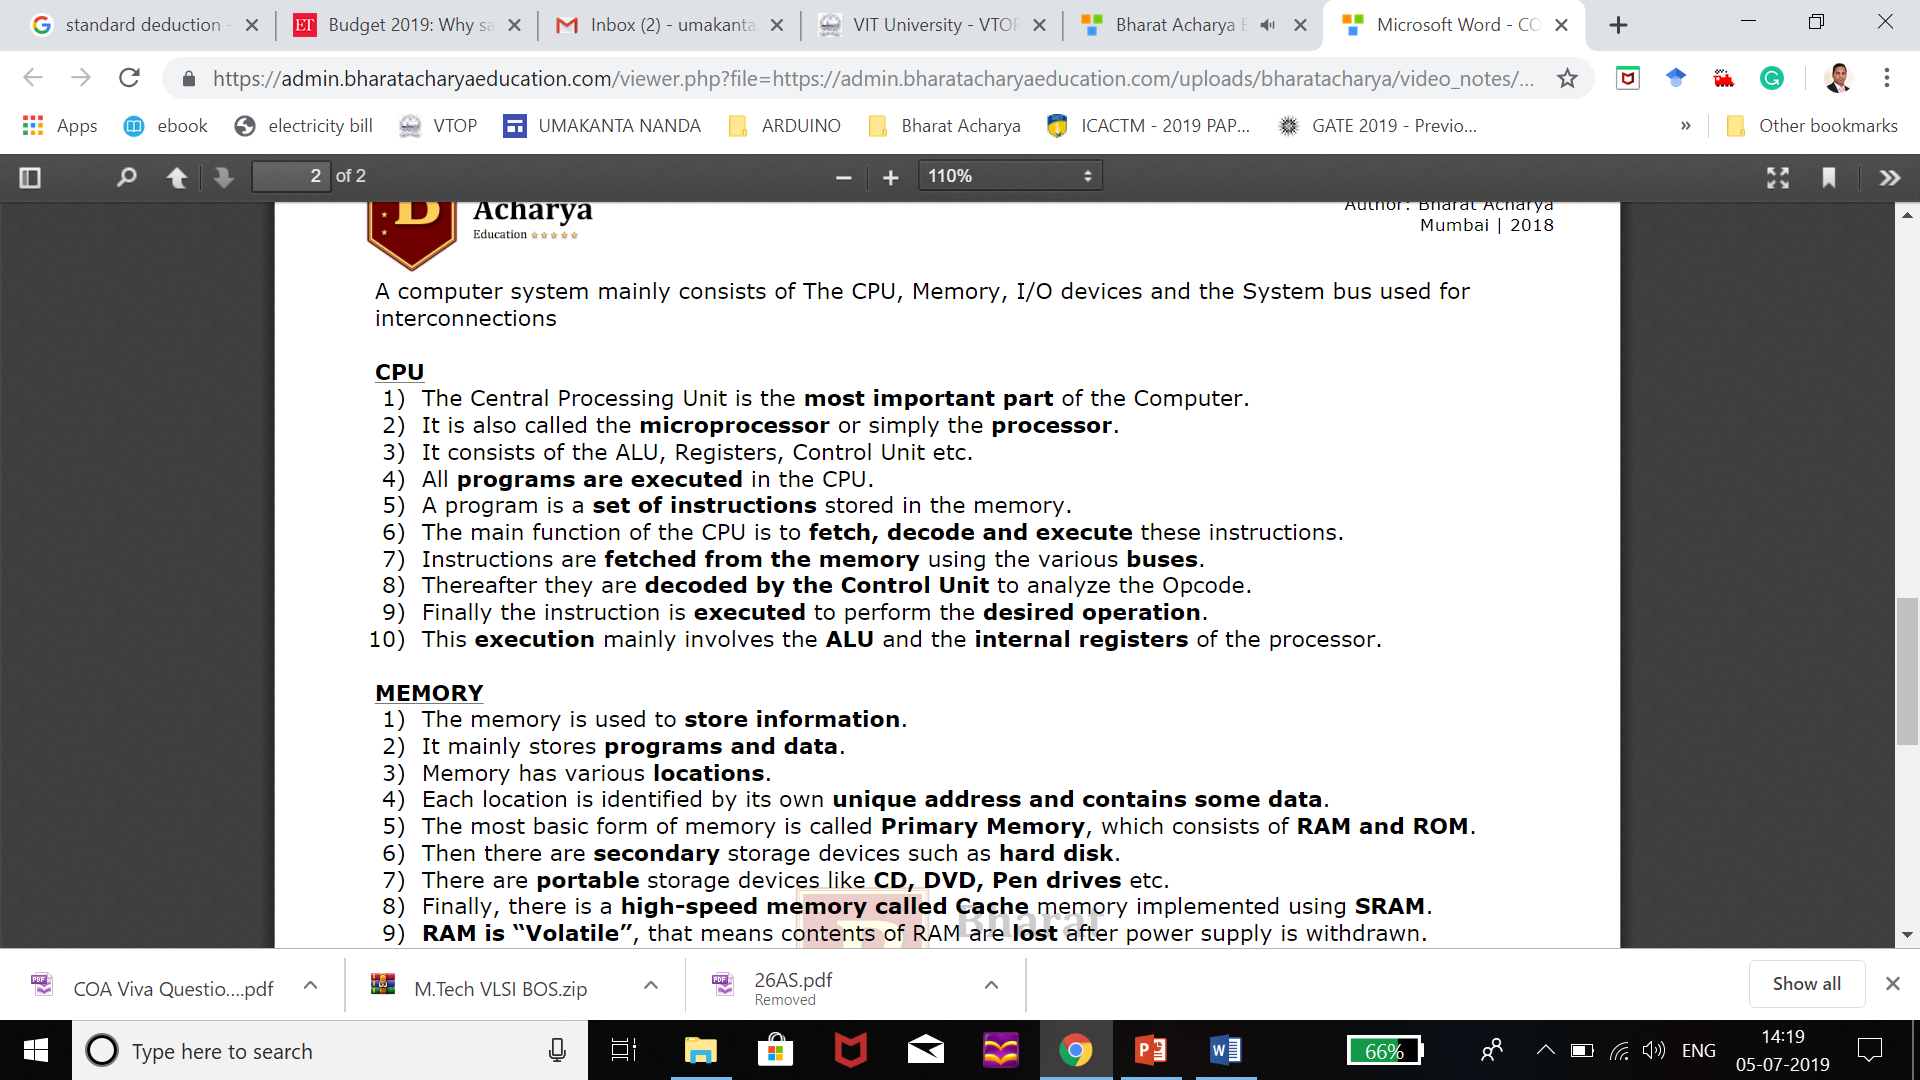 standard deduction -
Budget 2019: Why sa
Inbox (2) - umakanta
VIT University - VTOP
Bharat Acharya E
Microsoft Word - CO
https://admin.bharatacharyaeducation.com/viewer.php?file=https://admin.bharatacharyaeducation.com/uploads/bharatacharya/video_notes/...
Apps
ebook
electricity bill
VTOP
UMAKANTA NANDA
ARDUINO
Bharat Acharya
ICACTM - 2019 PAP...
GATE 2019 - Previo...
»
Other bookmarks
2 of 2
110%
Acharya
Education
Author: Bharat Acharya
Mumbai | 2018
A computer system mainly consists of The CPU, Memory, I/O devices and the System bus used for
interconnections
CPU
1) The Central Processing Unit is the most important part of the Computer.
2) It is also called the microprocessor or simply the processor.
3) It consists of the ALU, Registers, Control Unit etc.
4) All programs are executed in the CPU.
5) A program is a set of instructions stored in the memory.
6) The main function of the CPU is to fetch, decode and execute these instructions.
7) Instructions are fetched from the memory using the various buses.
8) Thereafter they are decoded by the Control Unit to analyze the Opcode.
9) Finally the instruction is executed to perform the desired operation.
10) This execution mainly involves the ALU and the internal registers of the processor.
MEMORY
1) The memory is used to store information.
2) It mainly stores programs and data.
3) Memory has various locations.
4) Each location is identified by its own unique address and contains some data.
5) The most basic form of memory is called Primary Memory, which consists of RAM and ROM.
6) Then there are secondary storage devices such as hard disk.
7) There are portable storage devices like CD, DVD, Pen drives etc.
8) Finally, there is a high-speed memory called Cache memory implemented using SRAM.
Bharat
9) RAM is “Volatile”, that means contents of RAM are lost after power supply is withdrawn.
COA Viva Questio....pdf
M.Tech VLSI BOS.zip
26AS.pdf
Removed
Show all
Type here to search
66%
ENG
14:19
05-07-2019